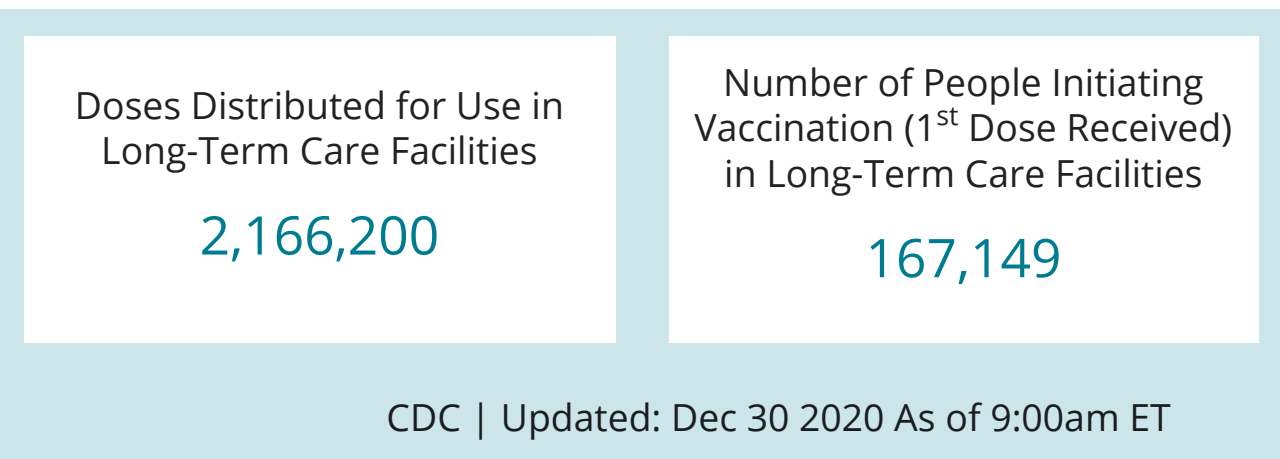 Doses Distributed for Use in
Long-Term Care Facilities
2,166,200
Number of People Initiating
Vaccination (1st Dose Received)
in Long-Term Care Facilities
167,149
CDC | Updated: Dec 30 2020 As of 9:00am ET